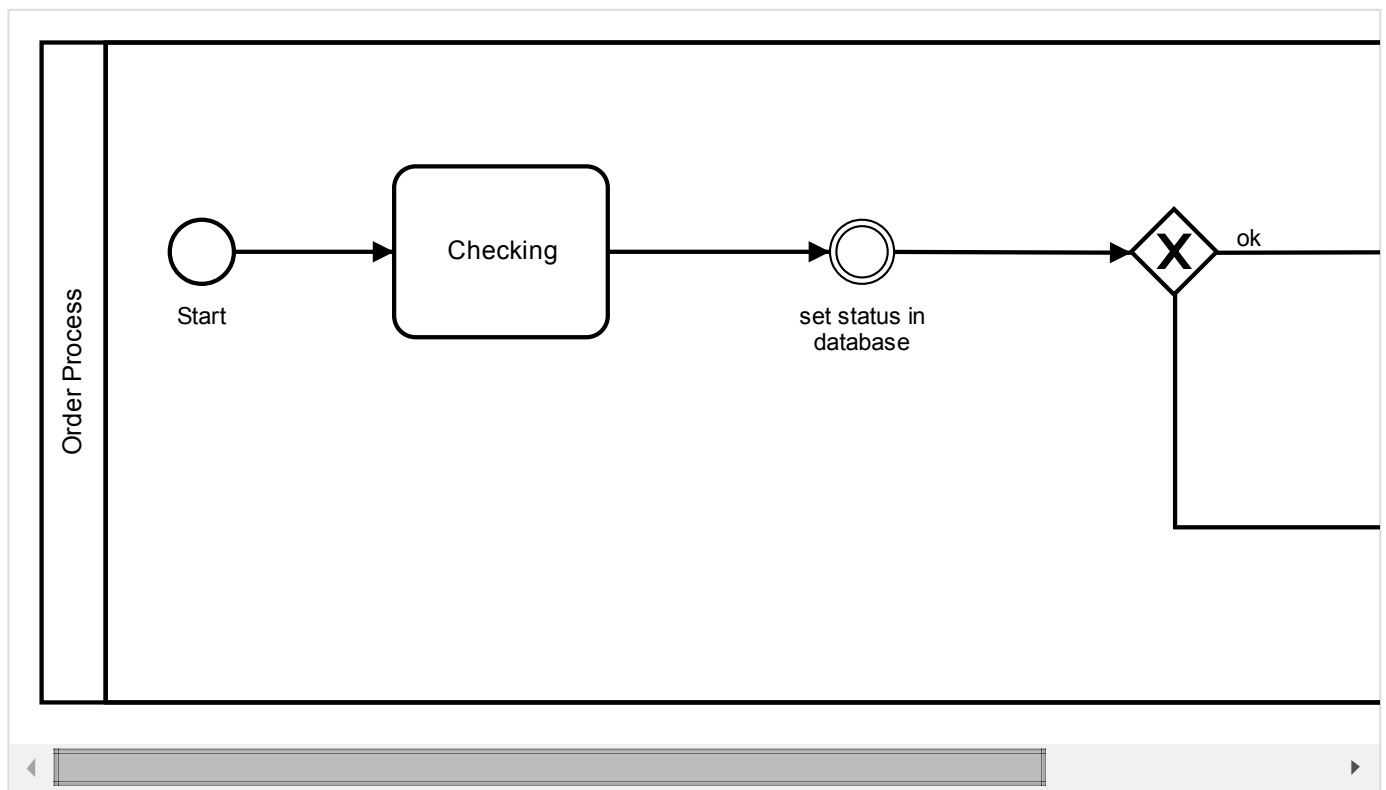 Order Process
Start
Checking
set status in
database
X
ok